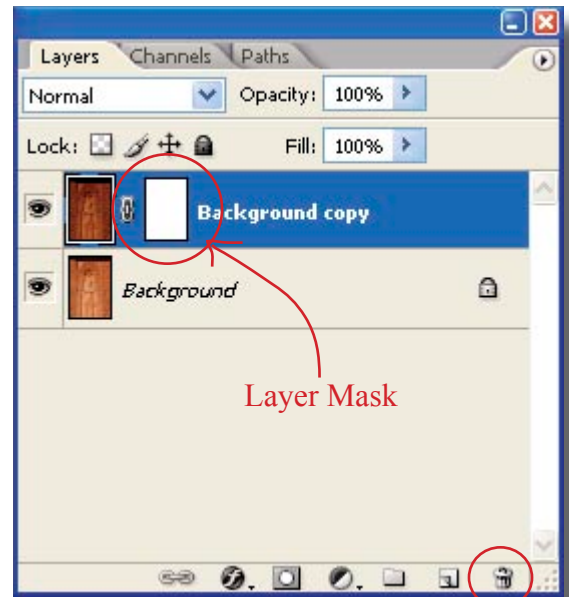 Layers Channels Paths
Normal Opacity: 100%
Lock: Fill: 100%
Background copy
Background
Layer Mask